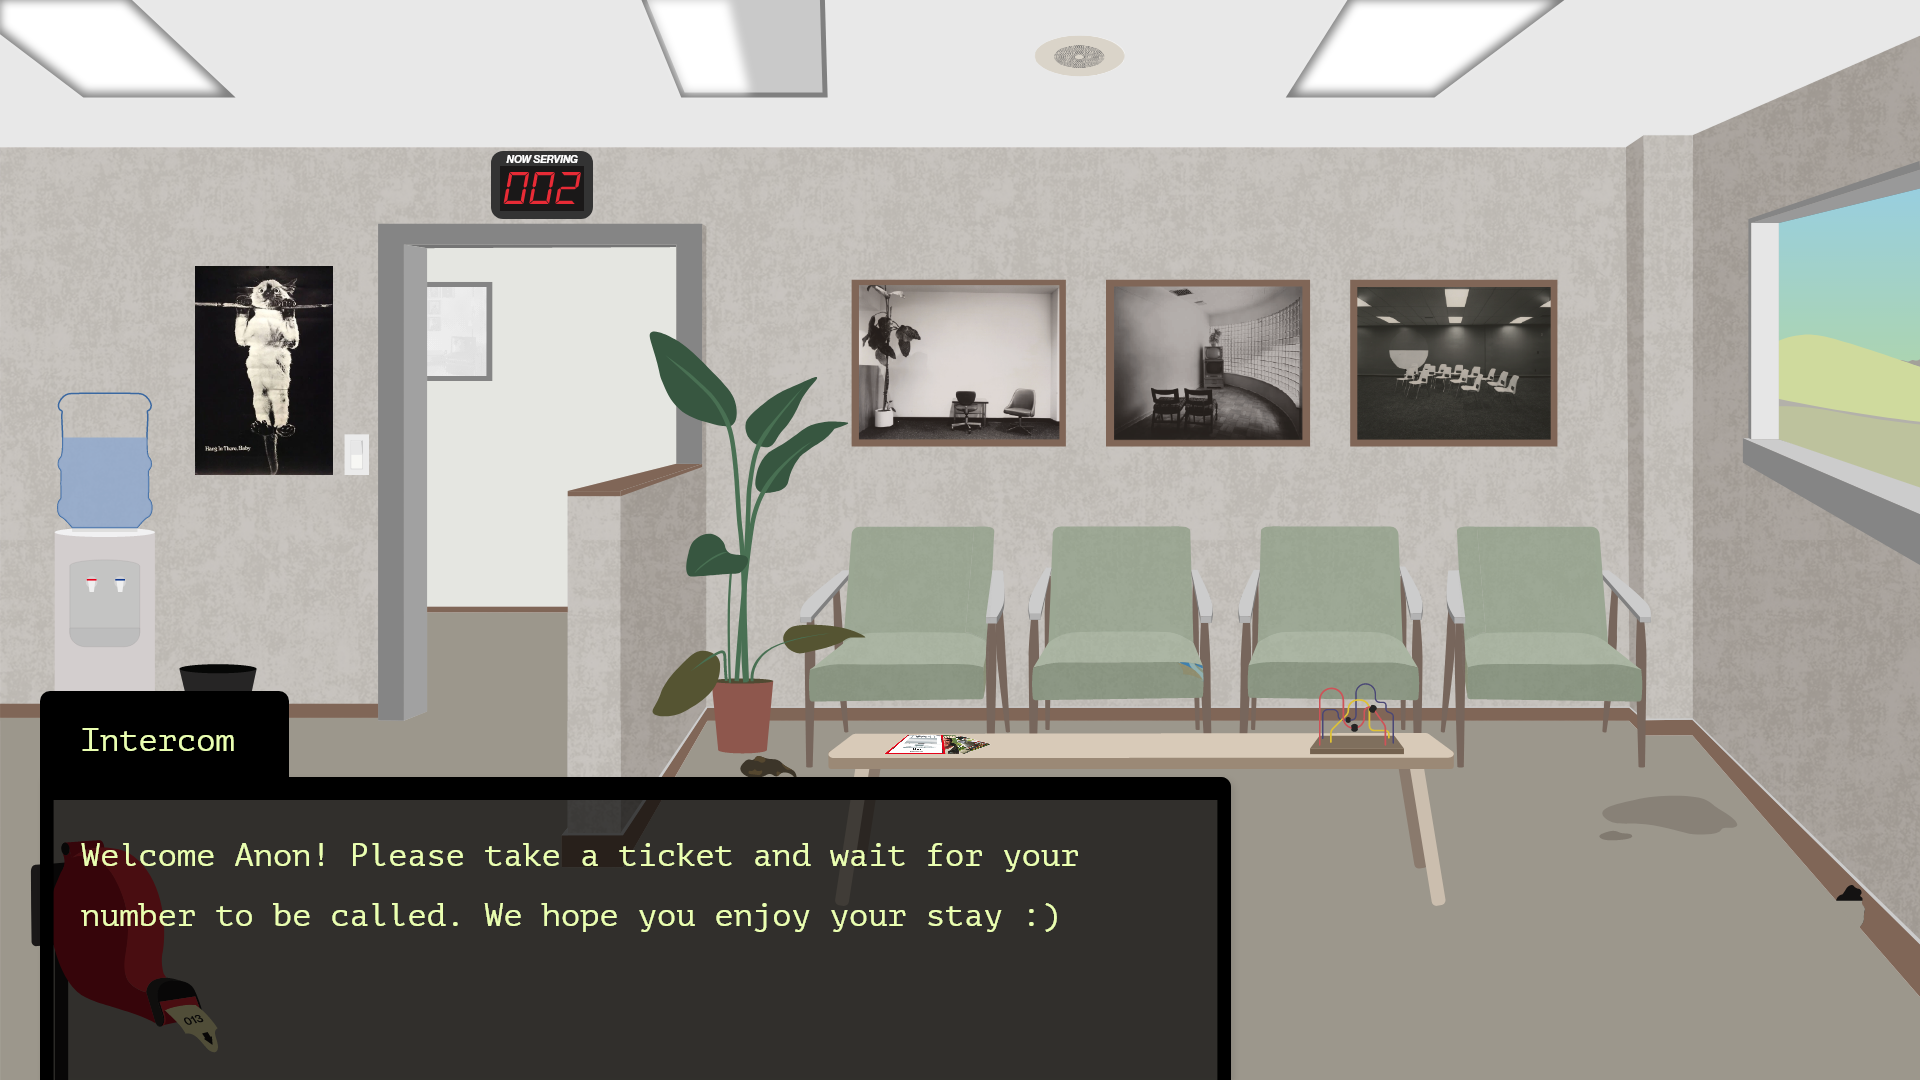 NOW SERVING
002
Hang In There, Baby
Intercom
Welcome Anon! Please take a ticket and wait for your
number to be called. We hope you enjoy your stay :)
013